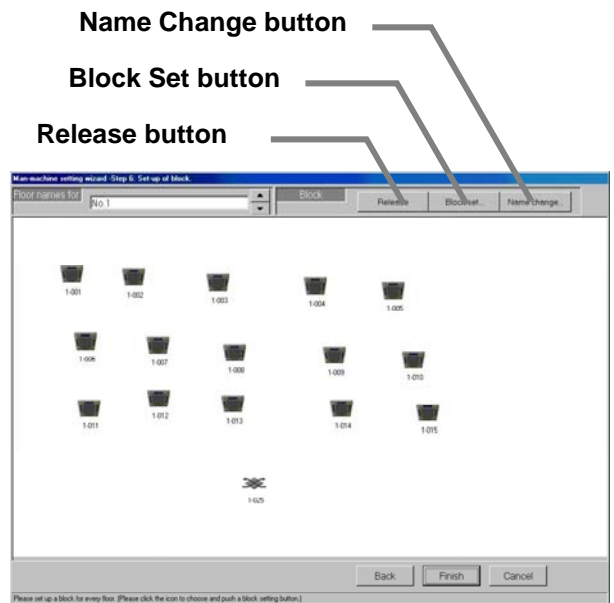 Name Change button
Block Set button
Release button
Man-machine setting wizard -Step 6: Set-up of block.
Floor names for
No.1
Block
Release
Block set...
Name change...
1-001
1-002
1-003
1-004
1-005
1-006
1-007
1-008
1-009
1-010
1-011
1-012
1-013
1-014
1-015
1-025
Back
Finish
Cancel
Please set up a block for every floor. (Please click the icon to choose and push a block setting button.)